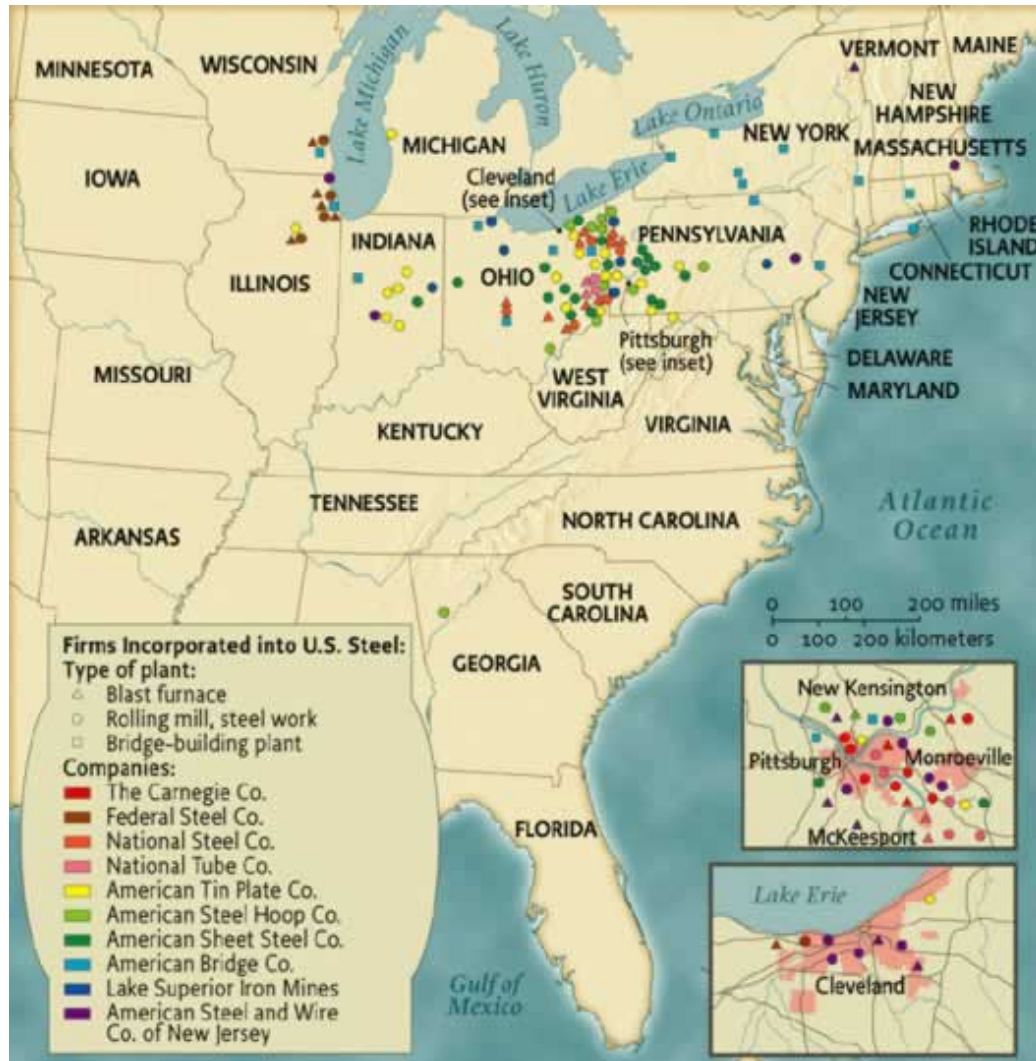 MINNESOTA
WISCONSIN
Lake Michigan
Lake Huron
MICHIGAN
Lake Ontario
VERMONT
MAINE
NEW
HAMPSHIRE
NEW YORK
MASSACHUSETTS
IOWA
Cleveland
(see inset)
Lake Erie
RHODE
ISLAND
CONNECTICUT
INDIANA
ILLINOIS
OHIO
PENNSYLVANIA
NEW
JERSEY
Pittsburgh
(see inset)
DELAWARE
MARYLAND
MISSOURI
WEST
VIRGINIA
VIRGINIA
KENTUCKY
TENNESSEE
NORTH CAROLINA
Atlantic
Ocean
ARKANSAS
SOUTH
CAROLINA
GEORGIA
FLORIDA
Gulf of
Mexico
0 100 200 miles
0 100 200 kilometers
Firms Incorporated into U.S. Steel:
Type of plant:
Blast furnace
Rolling mill, steel work
Bridge-building plant
Companies:
The Carnegie Co.
Federal Steel Co.
National Steel Co.
National Tube Co.
American Tin Plate Co.
American Steel Hoop Co.
American Sheet Steel Co.
American Bridge Co.
Lake Superior Iron Mines
American Steel and Wire
Co. of New Jersey
New Kensington
Pittsburgh
Monroeville
McKeesport
Lake Erie
Cleveland